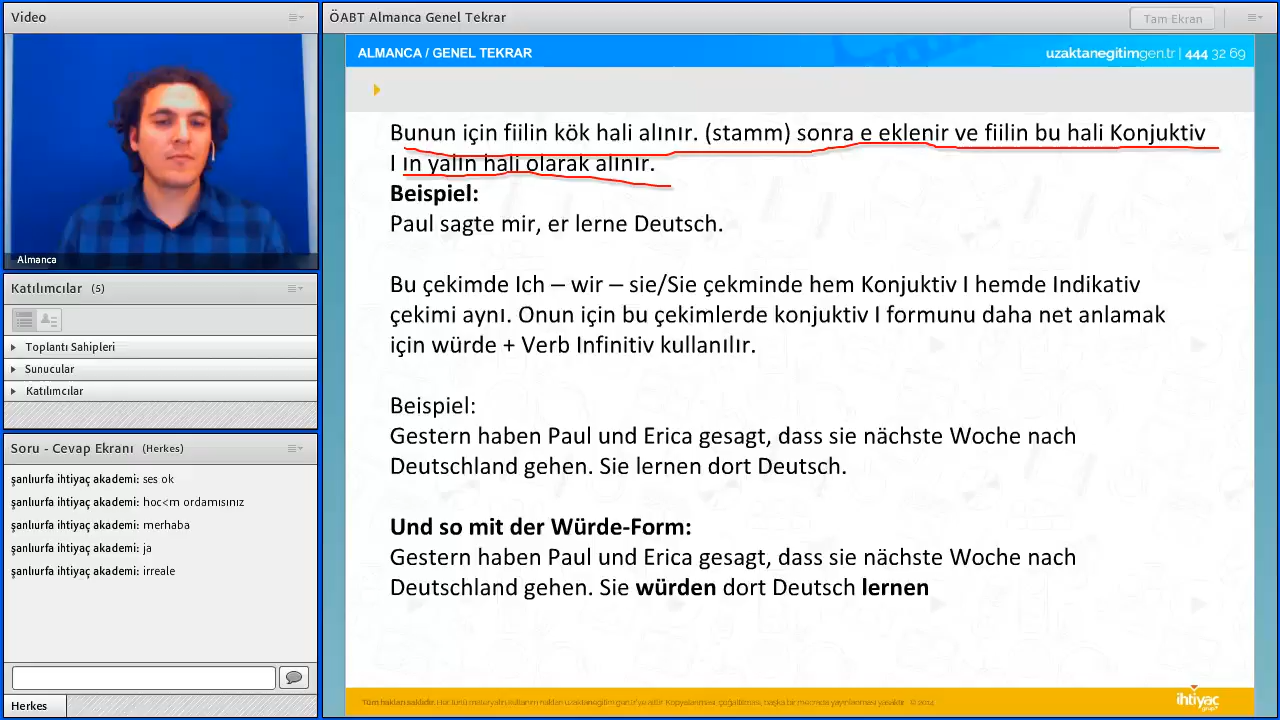 Video
ÖABT Almanca Genel Tekrar
Tam Ekran
ALMANCA / GENEL TEKRAR
uzaktanegitimgen.tr | 444 32 69
Bunun için fiilin kök hali alınır. (stamm) sonra e eklenir ve fiilin bu hali Konjuktiv
I ın yalın hali olarak alınır.
Beispiel:
Paul sagte mir, er lerne Deutsch.
Bu çekimde Ich – wir – sie/Sie çekminde hem Konjuktiv I hemde Indikativ
çekimi aynı. Onun için bu çekimlerde konjuktiv I formunu daha net anlamak
için würde + Verb Infinitiv kullanılır.
Beispiel:
Gestern haben Paul und Erica gesagt, dass sie nächste Woche nach
Deutschland gehen. Sie lernen dort Deutsch.
Und so mit der Würde-Form:
Gestern haben Paul und Erica gesagt, dass sie nächste Woche nach
Deutschland gehen. Sie würden dort Deutsch lernen
Almanca
Katılımcılar (5)
Toplantı Sahipleri
Sunucular
Katılımcılar
Soru - Cevap Ekranı (Herkes)
şanlıurfa ihtiyaç akademi: ses ok
şanlıurfa ihtiyaç akademi: hoc<m ordamısınız
şanlıurfa ihtiyaç akademi: merhaba
şanlıurfa ihtiyaç akademi: ja
şanlıurfa ihtiyaç akademi: irreale
Herkes
Tüm hakları saklıdır.
© 2014
ihtiyaç